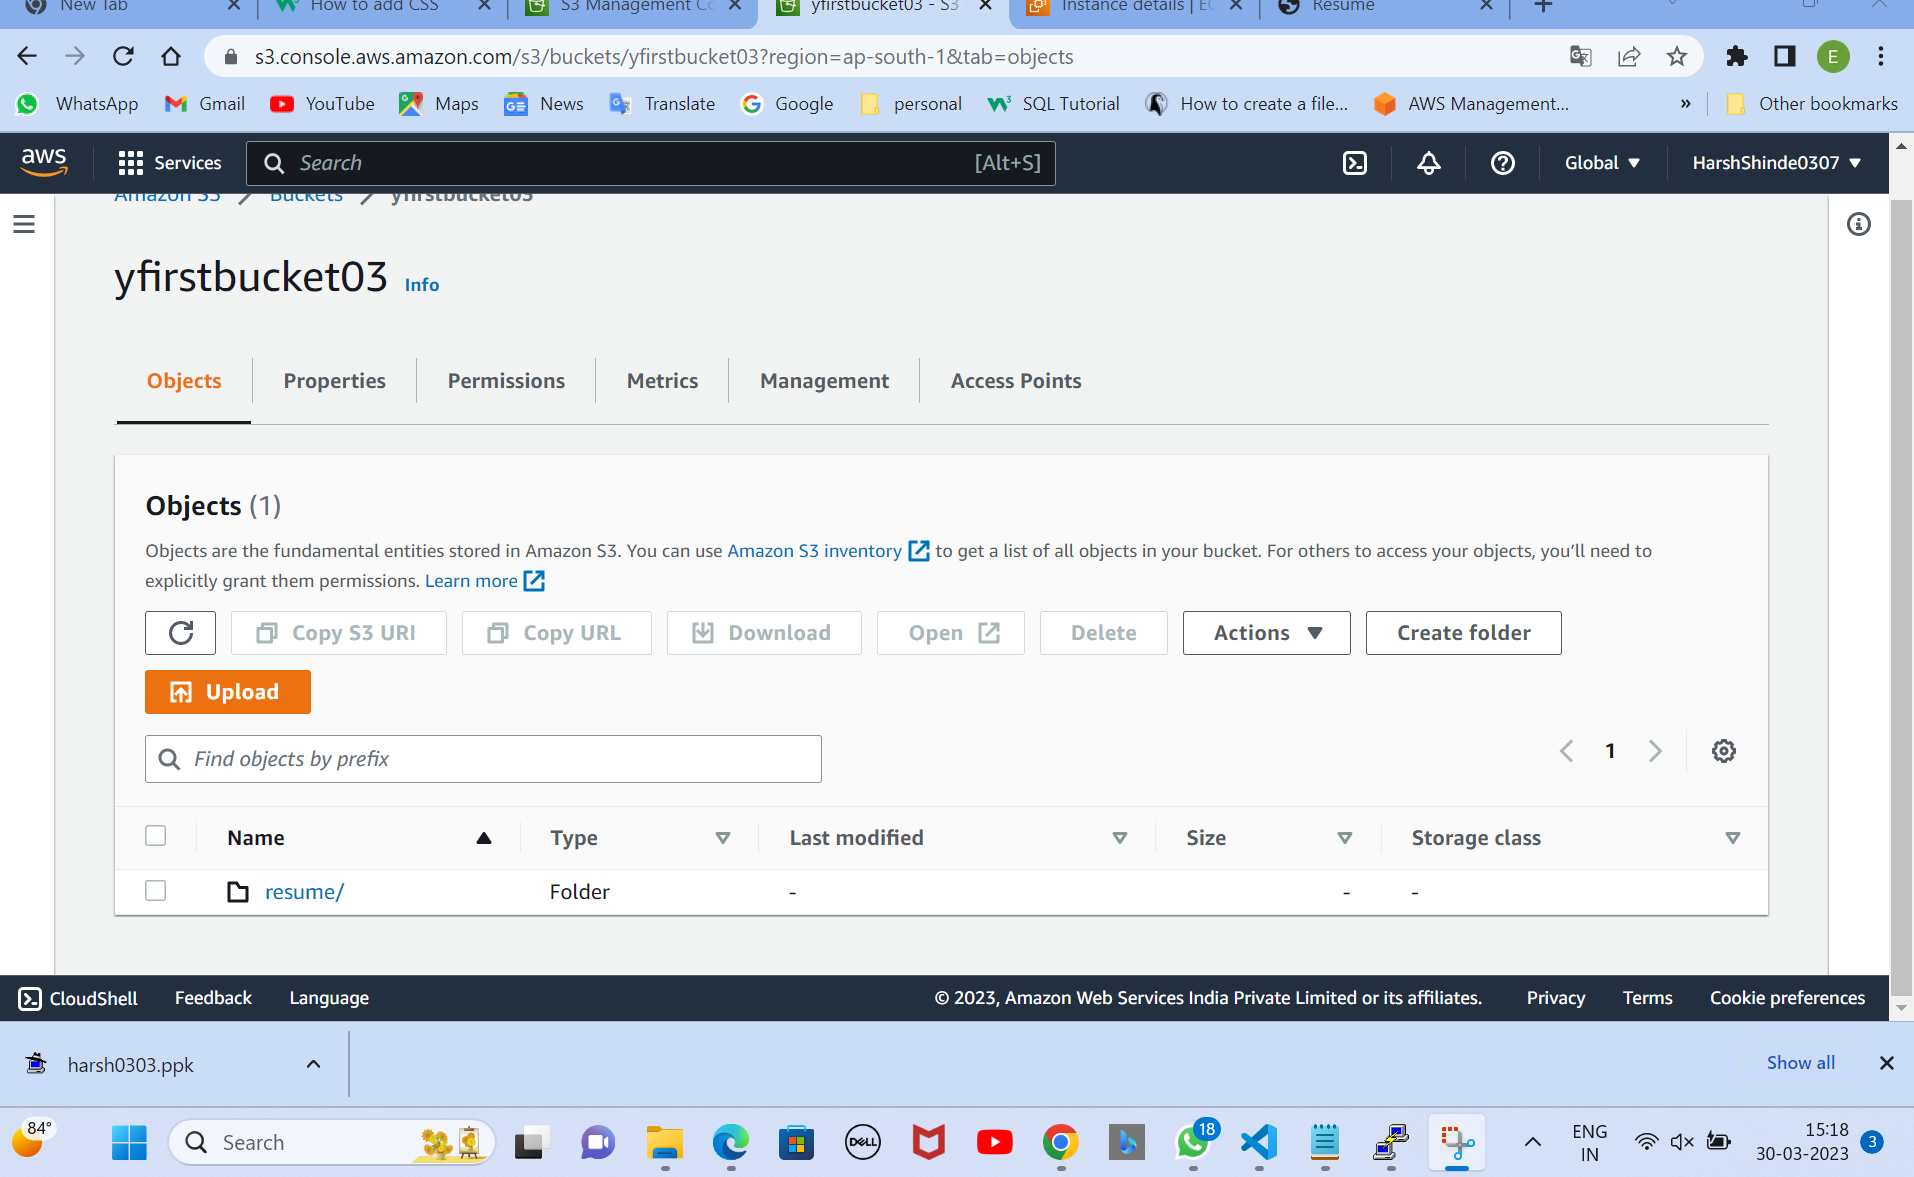 New Tab How to add CSS S3 Management Co yfirstbucket03 - S3 Instance details | EC Resume
s3.console.aws.amazon.com/s3/buckets/yfirstbucket03?region=ap-south-1&tab=objects E
WhatsApp Gmail YouTube Maps News Translate Google personal SQL Tutorial How to create a file... AWS Management... » Other bookmarks
aws Services Search [Alt+S] Global HarshShinde0307
Amazon S3 Buckets yfirstbucket03
yfirstbucket03 Info
Objects Properties Permissions Metrics Management Access Points
Objects (1)
Objects are the fundamental entities stored in Amazon S3. You can use Amazon S3 inventory to get a list of all objects in your bucket. For others to access your objects, you'll need to
explicitly grant them permissions. Learn more
Copy S3 URI Copy URL Download Open Delete Actions Create folder
Upload
Find objects by prefix 1
Name Type Last modified Size Storage class
resume/ Folder - - -
CloudShell Feedback Language © 2023, Amazon Web Services India Private Limited or its affiliates. Privacy Terms Cookie preferences
harsh0303.ppk Show all
84° Search DELL 18 ENG 15:18
IN 30-03-2023 3